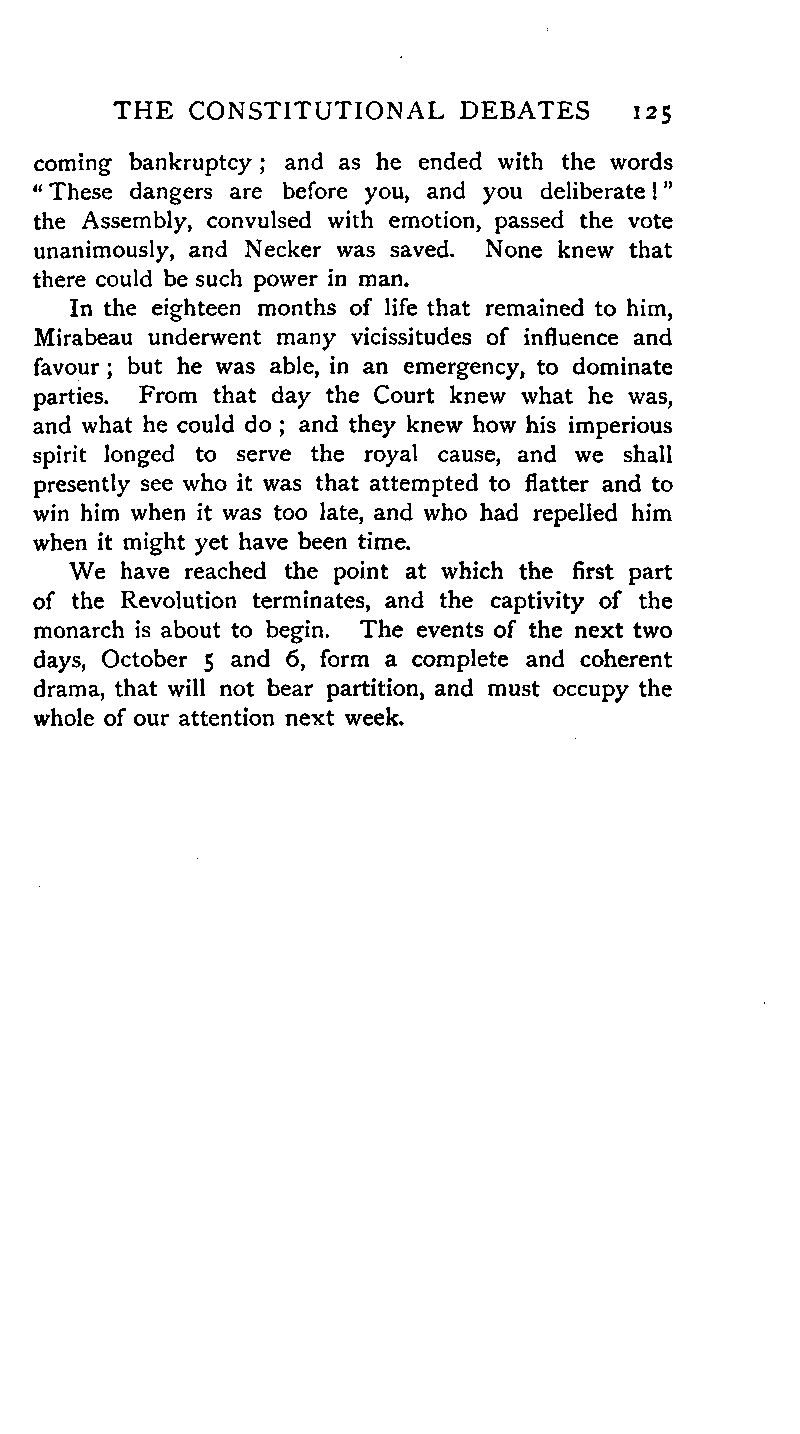 THE CONSTITUTIONAL DEBATES 125
coming bankruptcy ; and as he ended with the words
“ These dangers are before you, and you deliberate ! ”
the Assembly, convulsed with emotion, passed the vote
unanimously, and Necker was saved. None knew that
there could be such power in man.
In the eighteen months of life that remained to him,
Mirabeau underwent many vicissitudes of influence and
favour ; but he was able, in an emergency, to dominate
parties. From that day the Court knew what he was,
and what he could do ; and they knew how his imperious
spirit longed to serve the royal cause, and we shall
presently see who it was that attempted to flatter and to
win him when it was too late, and who had repelled him
when it might yet have been time.
We have reached the point at which the first part
of the Revolution terminates, and the captivity of the
monarch is about to begin. The events of the next two
days, October 5 and 6, form a complete and coherent
drama, that will not bear partition, and must occupy the
whole of our attention next week.